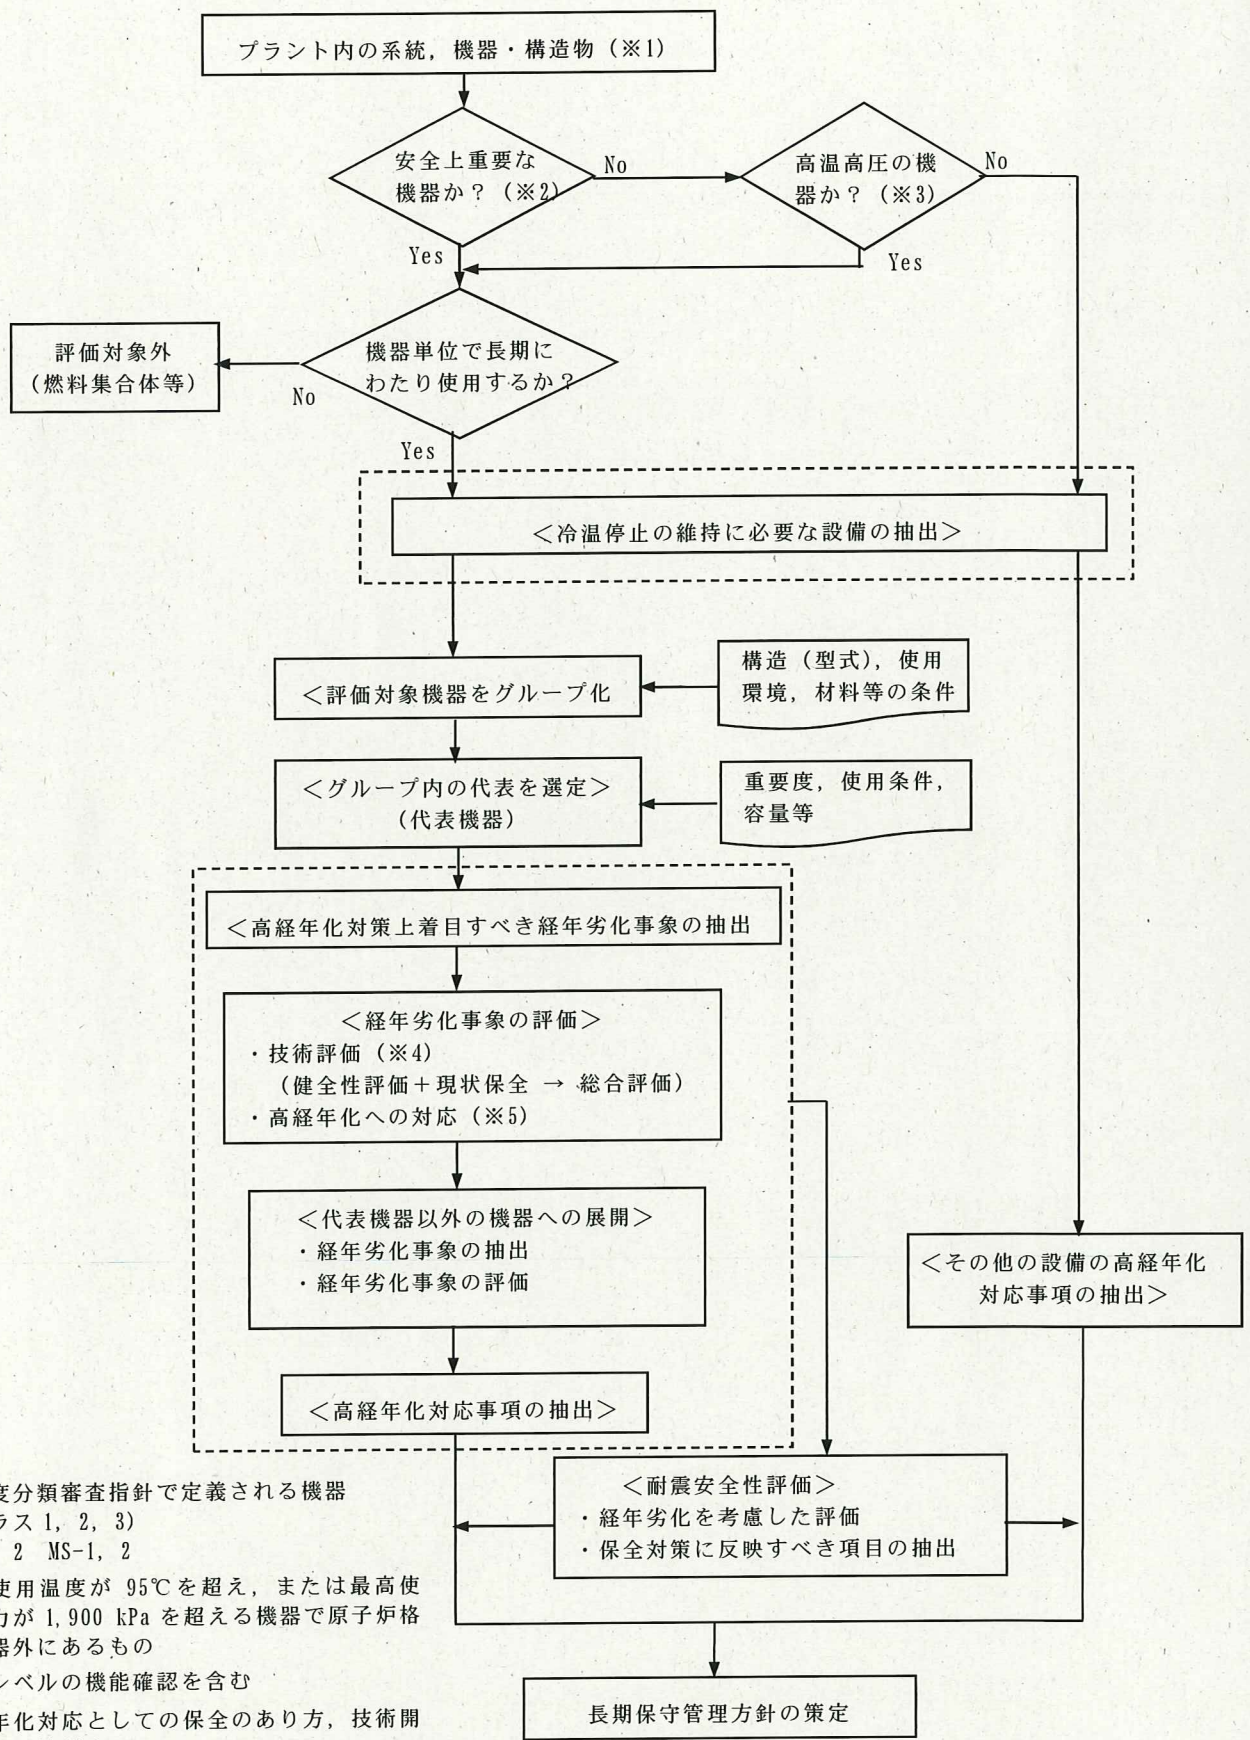 プラント内の系統，機器・構造物（※1）
安全上重要な
機器か？（※2）
No
高温高圧の機
器か？（※3）
No
Yes
Yes
機器単位で長期に
わたり使用するか？
評価対象外
（燃料集合体等）
No
Yes
＜冷温停止の維持に必要な設備の抽出＞
＜評価対象機器をグループ化
構造（型式），使用
環境，材料等の条件
＜グループ内の代表を選定＞
（代表機器）
重要度，使用条件，
容量等
＜高経年化対策上着目すべき経年劣化事象の抽出
＜経年劣化事象の評価＞
・技術評価（※4）
（健全性評価＋現状保全 → 総合評価）
・高経年化への対応（※5）
＜代表機器以外の機器への展開＞
・経年劣化事象の抽出
・経年劣化事象の評価
＜その他の設備の高経年化
対応事項の抽出＞
＜高経年化対応事項の抽出＞
＜耐震安全性評価＞
・経年劣化を考慮した評価
・保全対策に反映すべき項目の抽出
度分類審査指針で定義される機器
ラス 1, 2, 3)
2 MS-1, 2
使用温度が 95℃を超え，または最高使
力が 1,900 kPa を超える機器で原子炉格
器外にあるもの
レベルの機能確認を含む
年化対応としての保全のあり方，技術開
長期保守管理方針の策定